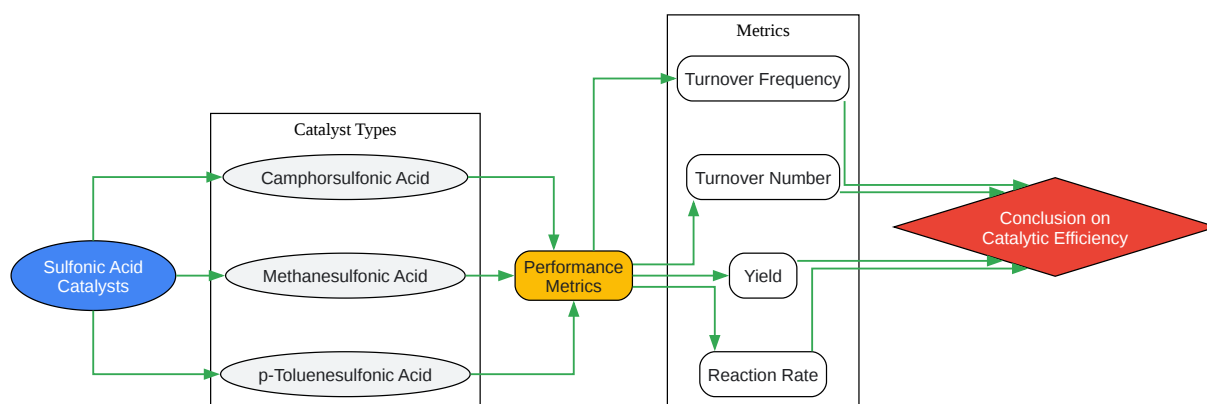 Metrics
Turnover Frequency
Catalyst Types
Camphorsulfonic Acid
Turnover Number
Conclusion on
Catalytic Efficiency
Sulfonic Acid
Catalysts
Methanesulfonic Acid
Performance
Metrics
Yield
p-Toluenesulfonic Acid
Reaction Rate